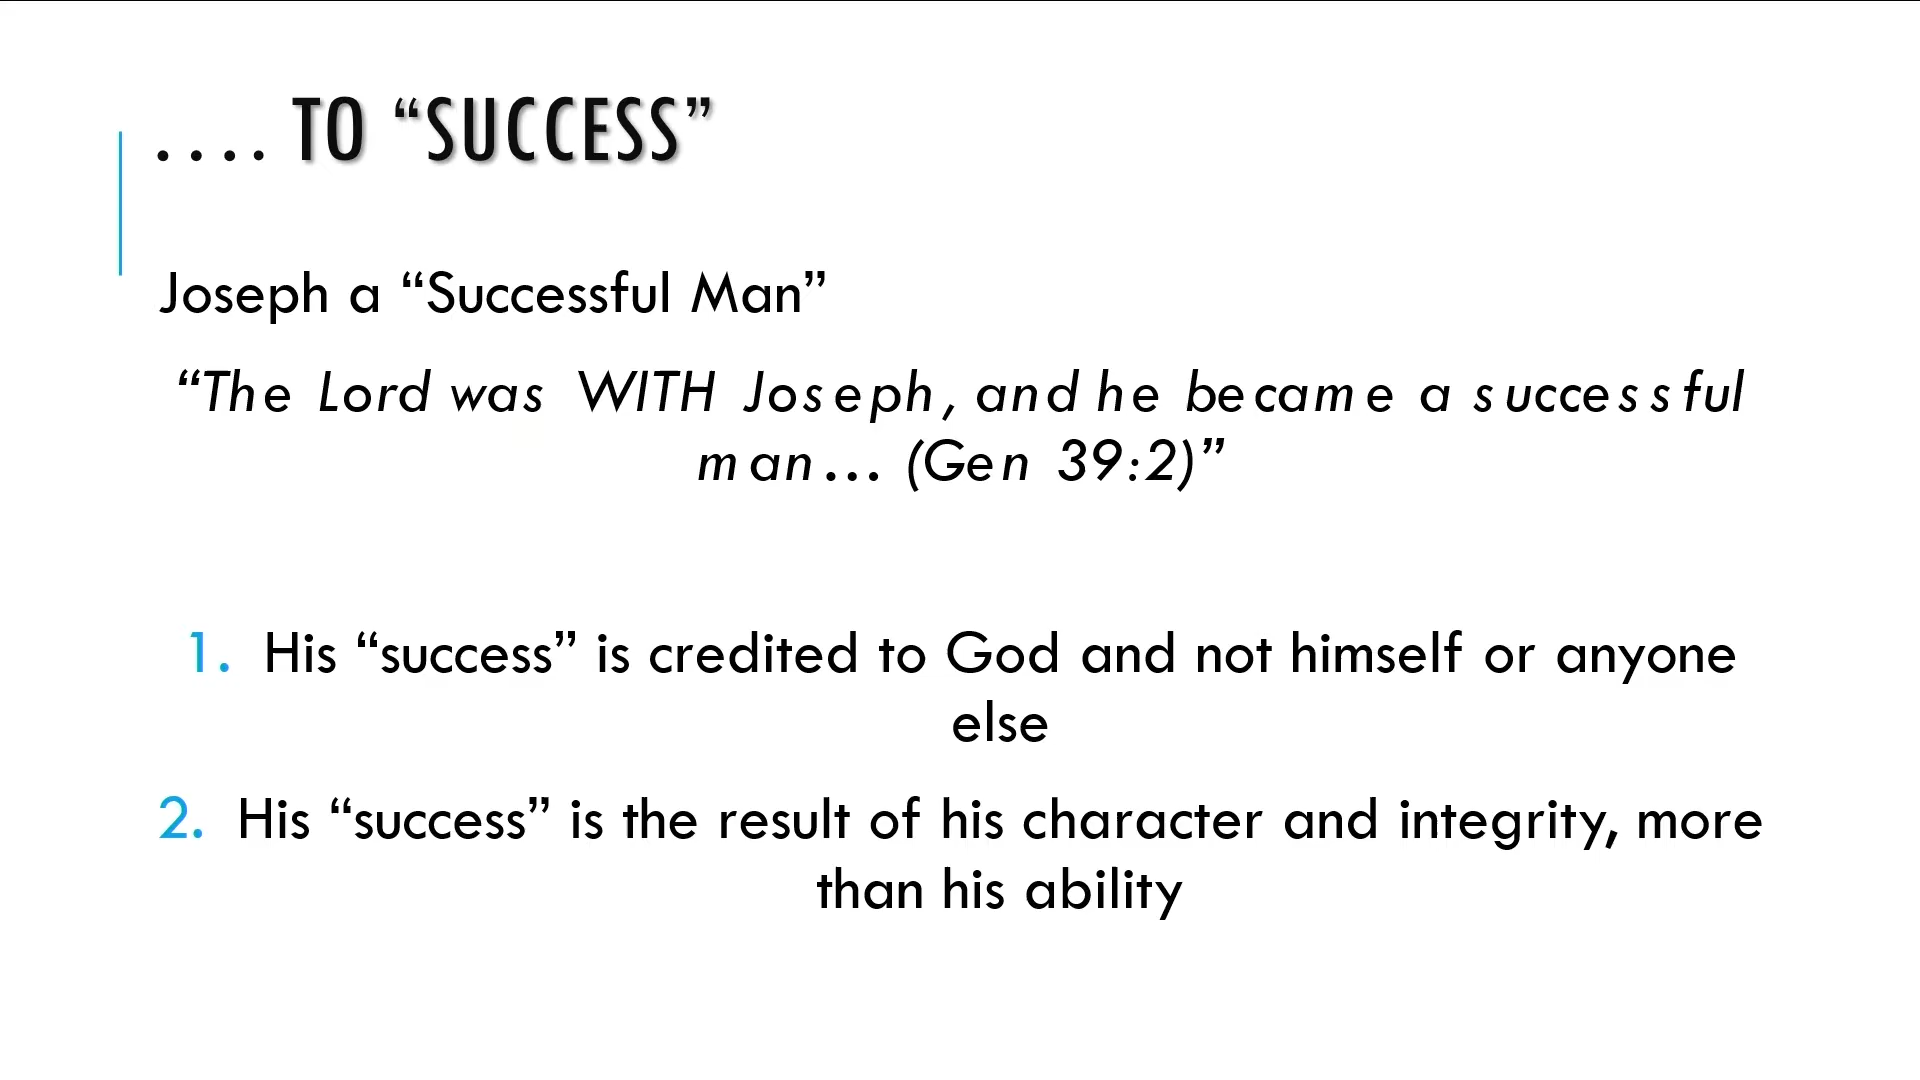 .... TO “SUCCESS”
Joseph a “Successful Man”
“The Lord was WITH Joseph, and he became a successful
man... (Gen 39:2)”
1. His “success” is credited to God and not himself or anyone
else
2. His “success” is the result of his character and integrity, more
than his ability